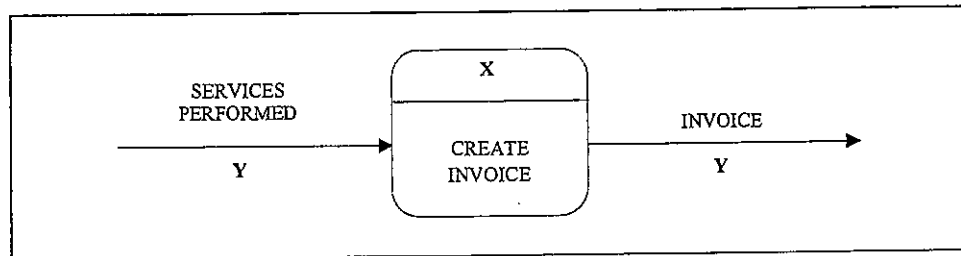 X
SERVICES
PERFORMED
INVOICE
CREATE
INVOICE
Y
Y